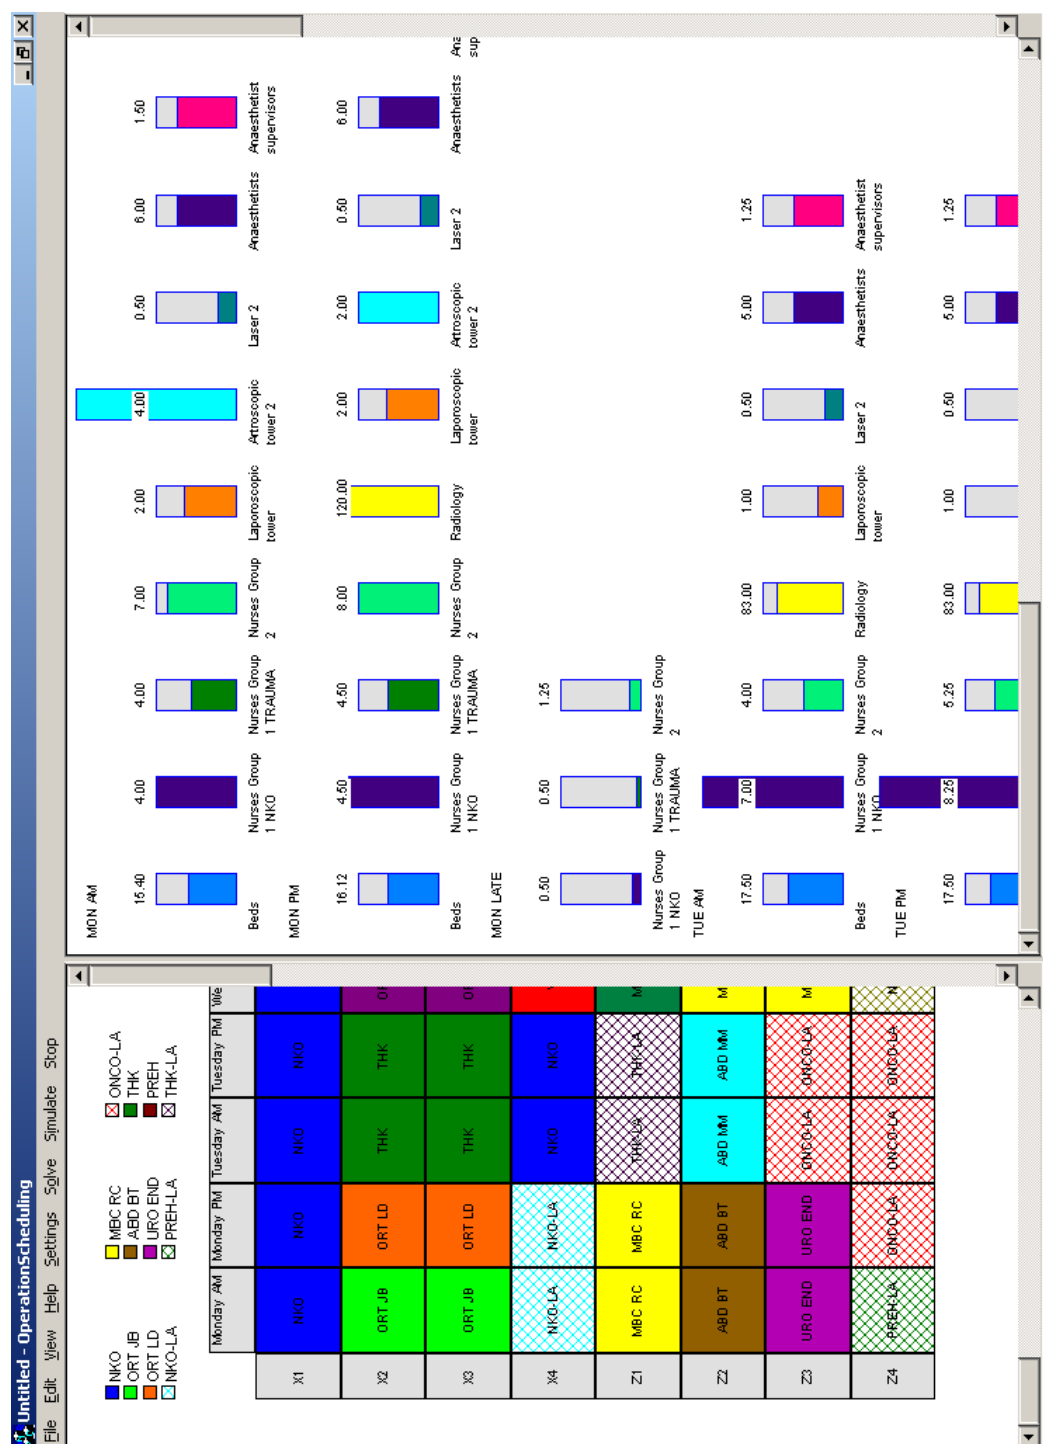 Untitled - OperationScheduling
File Edit View Help Settings Solve Simulate Stop
NKO MBC RC ONCO-LA
ORT JB ABD BT THK
ORT LD URO END PREH
NKO-LA PREH-LA THK-LA
Monday AM Monday PM Tuesday AM Tuesday PM We
X1 NKO NKO NKO NKO
X2 ORT JB ORT LD THK THK OF
X3 ORT JB ORT LD THK THK OF
X4 NKO-LA NKO-LA NKO NKO
Z1 MBC RC MBC RC THK-LA THK-LA M
Z2 ABD BT ABD BT ABD MM ABD MM M
Z3 URO END URO END ONCO-LA ONCO-LA M
Z4 PREH-LA ONCO-LA ONCO-LA ONCO-LA N
MON AM
15.40 4.00 4.00 7.00 2.00 4.00 0.50 6.00 1.50
Beds Nurses Group Nurses Group Nurses Group Laporoscopic Artroscopic Laser 2 Anaesthetists Anaesthetist
1 NKO 1 TRAUMA 2 tower tower 2 supervisors
MON PM
16.12 4.50 4.50 8.00 120.00 2.00 2.00 0.50 6.00
Beds Nurses Group Nurses Group Nurses Group Radiology Laporoscopic Artroscopic Laser 2 Anaesthetists Ana
1 NKO 1 TRAUMA 2 tower tower 2 sup
MON LATE
0.50 0.50 1.25
Nurses Group Nurses Group Nurses Group
1 NKO 1 TRAUMA 2
TUE AM
17.50 7.00 4.00 83.00 1.00 0.50 5.00 1.25
Beds Nurses Group Nurses Group Radiology Laporoscopic Laser 2 Anaesthetists Anaesthetist
1 NKO 2 tower supervisors
TUE PM
17.50 8.25 5.25 83.00 1.00 0.50 5.00 1.25